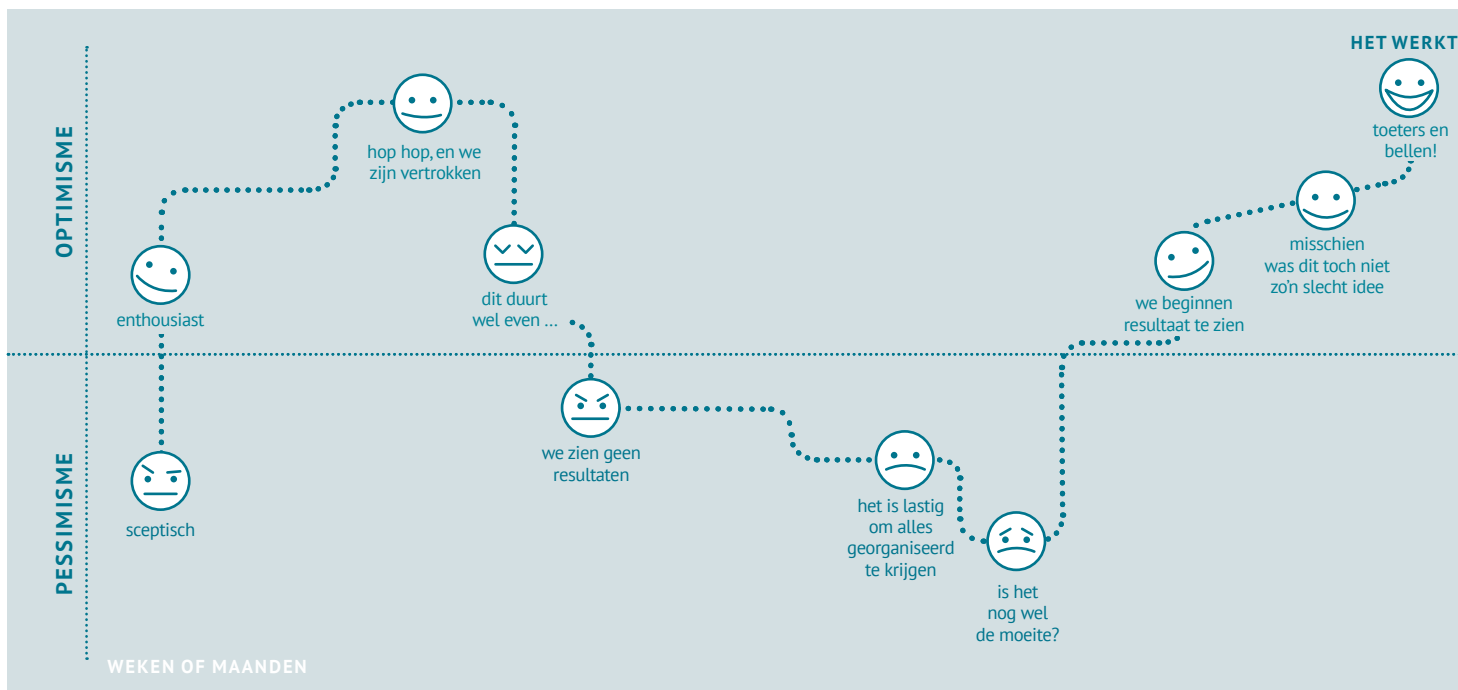 OPTIMISME
PESSIMISME
sceptisch
enthousiast
hop hop, en we
zijn vertrokken
dit duurt
wel even ...
we zien geen
resultaten
het is lastig
om alles
georganiseerd
te krijgen
is het
nog wel
de moeite?
we beginnen
resultaat te zien
misschien
was dit toch niet
zo’n slecht idee
HET WERKT
toeters en
bellen!
WEKEN OF MAANDEN